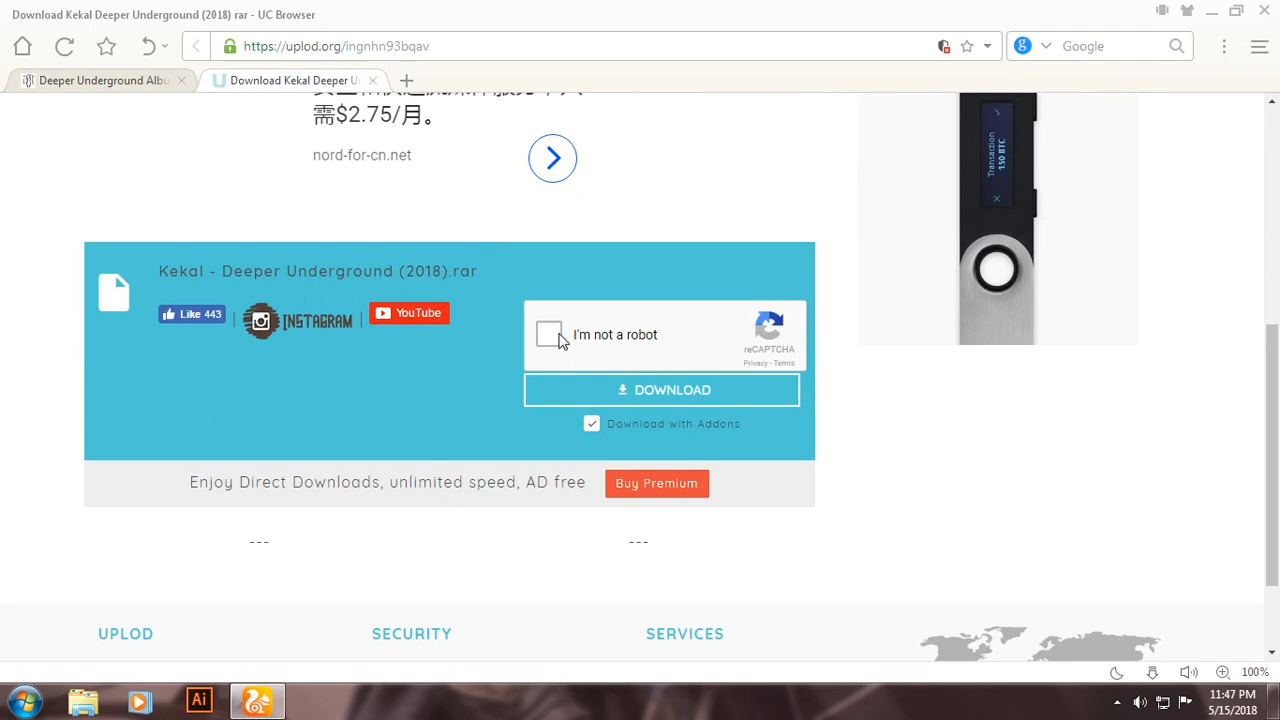 Download Kekal Deeper Underground (2018) rar - UC Browser
https://uplod.org/ingnhn93bqav
Google
Deeper Underground Albu
Download Kekal Deeper U
需$2.75/月。
nord-for-cn.net
Transaction
150 BTC
Kekal - Deeper Underground (2018).rar
Like 443
|
INSTAGRAM
|
YouTube
I'm not a robot
reCAPTCHA
Privacy - Terms
DOWNLOAD
Download with Addons
Enjoy Direct Downloads, unlimited speed, AD free
Buy Premium
---
---
UPLOD
SECURITY
SERVICES
100%
Ai
11:47 PM
5/15/2018